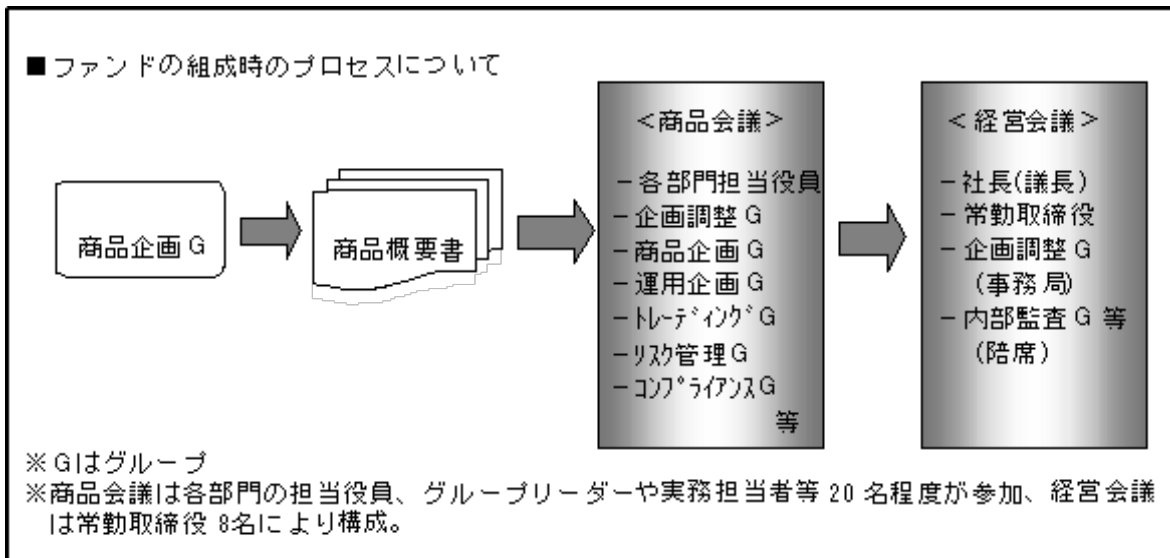 ■ファンドの組成時のプロセスについて
商品企画G
商品概要書
＜商品会議＞
－各部門担当役員
－企画調整G
－商品企画G
－運用企画G
－ﾄﾚｰﾃﾞｨﾝｸﾞG
－ﾘｽｸ管理G
－ｺﾝﾌﾟﾗｲｱﾝｽG
等
＜経営会議＞
－社長(議長)
－常勤取締役
－企画調整G
(事務局)
－内部監査G 等
(陪席)
※Gはグループ
※商品会議は各部門の担当役員、グループリーダーや実務担当者等 20 名程度が参加、経営会議
は常勤取締役 8名により構成。